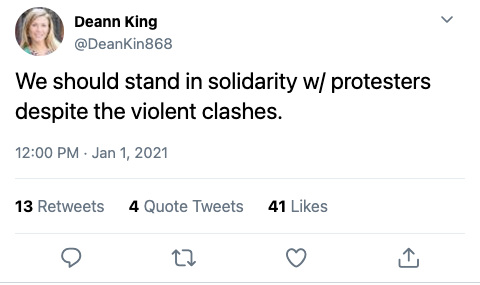 Deann King
@DeanKin868
We should stand in solidarity w/ protesters
despite the violent clashes.
12:00 PM · Jan 1, 2021
13 Retweets 4 Quote Tweets 41 Likes